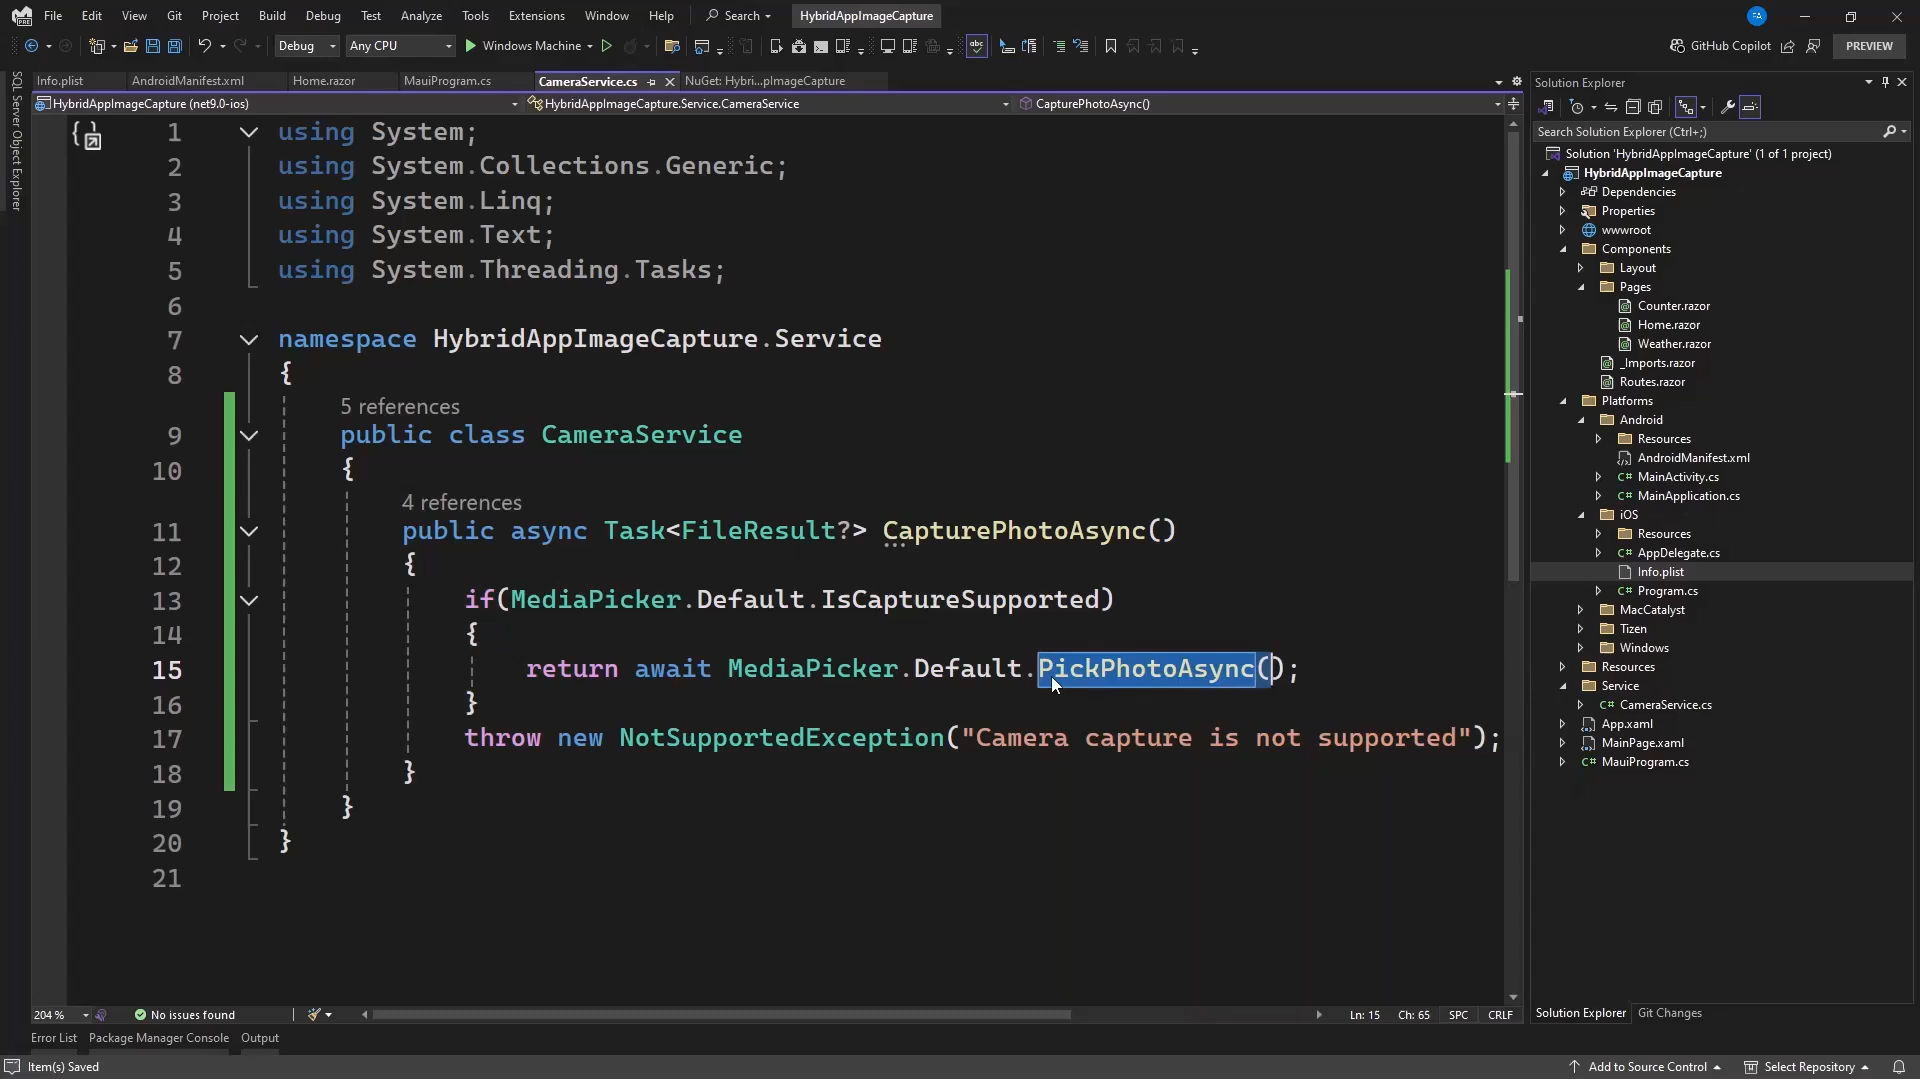 File Edit View Git Project Build Debug Test Analyze Tools Extensions Window Help Search HybridAppImageCapture FA
Debug Any CPU Windows Machine GitHub Copilot PREVIEW
SQL Server Object Explorer
Info.plist AndroidManifest.xml Home.razor MauiProgram.cs CameraService.cs NuGet: Hybri...pImageCapture
HybridAppImageCapture (net9.0-ios) HybridAppImageCapture.Service.CameraService CapturePhotoAsync()
1 using System;
2 using System.Collections.Generic;
3 using System.Linq;
4 using System.Text;
5 using System.Threading.Tasks;
6
7 namespace HybridAppImageCapture.Service
8 {
5 references
9 public class CameraService
10 {
4 references
11 public async Task<FileResult?> CapturePhotoAsync()
12 {
13 if(MediaPicker.Default.IsCaptureSupported)
14 {
15 return await MediaPicker.Default.PickPhotoAsync();
16 }
17 throw new NotSupportedException("Camera capture is not supported");
18 }
19 }
20 }
21
204 % No issues found Ln: 15 Ch: 65 SPC CRLF
Error List Package Manager Console Output
Item(s) Saved Add to Source Control Select Repository
Solution Explorer
Search Solution Explorer (Ctrl+;)
Solution 'HybridAppImageCapture' (1 of 1 project)
HybridAppImageCapture
Dependencies
Properties
wwwroot
Components
Layout
Pages
Counter.razor
Home.razor
Weather.razor
_Imports.razor
Routes.razor
Platforms
Android
Resources
AndroidManifest.xml
C# MainActivity.cs
C# MainApplication.cs
iOS
Resources
C# AppDelegate.cs
Info.plist
C# Program.cs
MacCatalyst
Tizen
Windows
Resources
Service
C# CameraService.cs
App.xaml
MainPage.xaml
C# MauiProgram.cs
Solution Explorer Git Changes